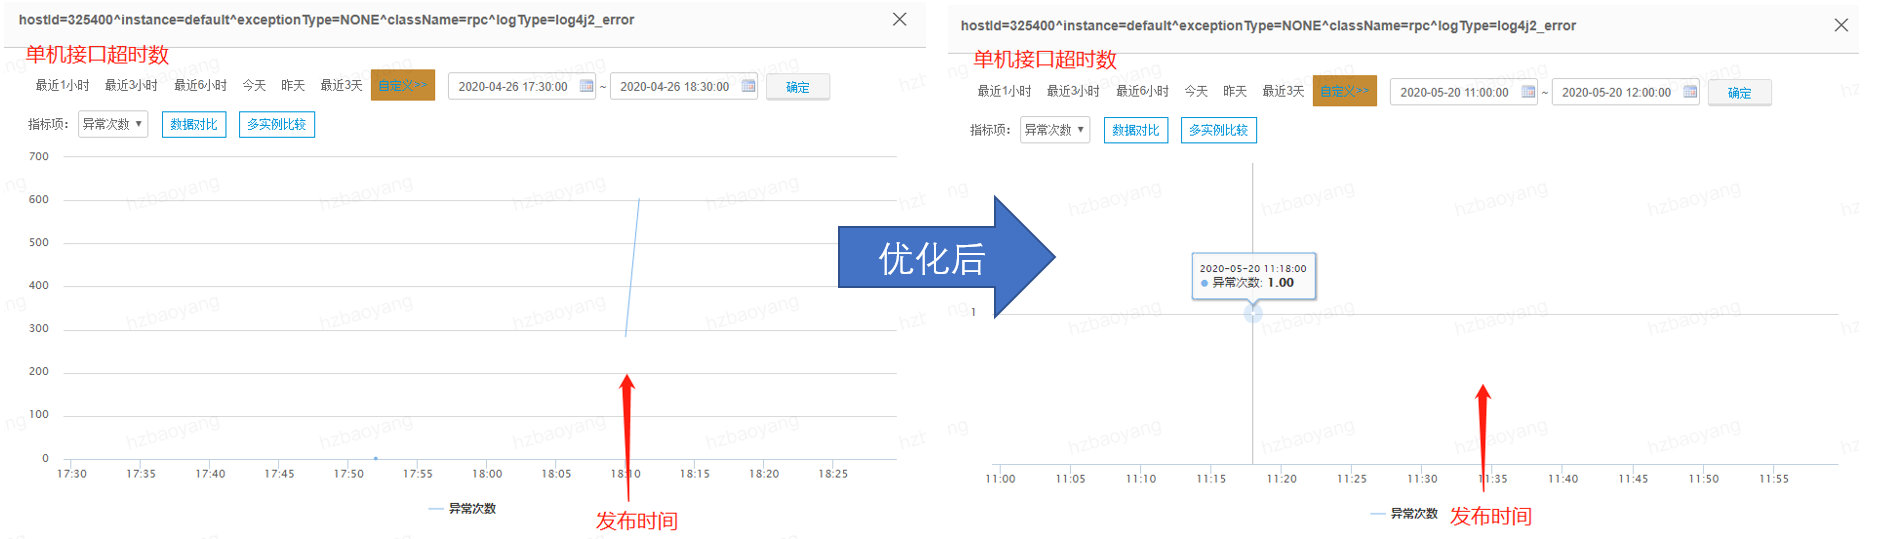 hostId=325400^instance=default^exceptionType=NONE^className=rpc^logType=log4j2_error
单机接口超时数
最近1小时 最近3小时 最近6小时 今天 昨天 最近3天 自定义>> 2020-04-26 17:30:00 ~ 2020-04-26 18:30:00 确定
指标项: 异常次数 ▼ 数据对比 多实例比较
700
600
500
400
300
200
100
0
17:30 17:35 17:40 17:45 17:50 17:55 18:00 18:05 18:10 18:15 18:20 18:25
异常次数
发布时间
优化后
hostId=325400^instance=default^exceptionType=NONE^className=rpc^logType=log4j2_error
单机接口超时数
最近1小时 最近3小时 最近6小时 今天 昨天 最近3天 自定义>> 2020-05-20 11:00:00 ~ 2020-05-20 12:00:00 确定
指标项: 异常次数 ▼ 数据对比 多实例比较
2020-05-20 11:18:00
异常次数: 1.00
1
11:00 11:05 11:10 11:15 11:20 11:25 11:30 11:35 11:40 11:45 11:50 11:55
异常次数
发布时间
hzbaoyang